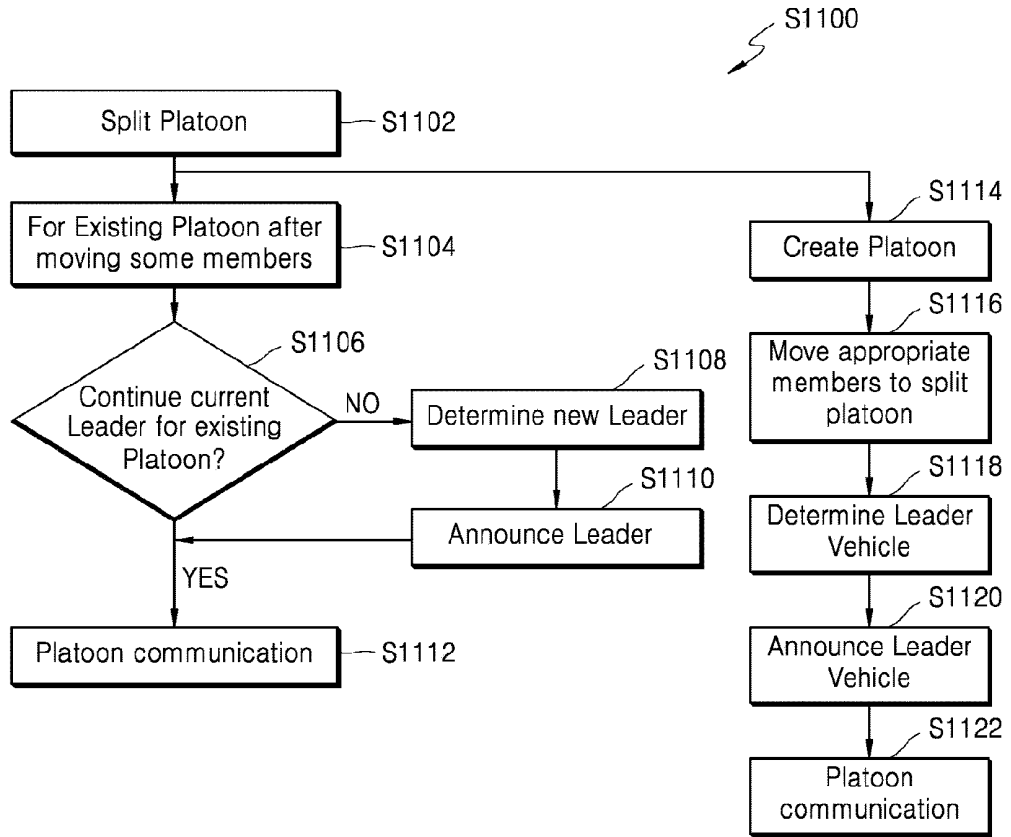 S1100
Split Platoon
S1102
For Existing Platoon after
moving some members
S1104
Continue current
Leader for existing
Platoon?
S1106
NO
Determine new Leader
S1108
Announce Leader
S1110
YES
Platoon communication
S1112
Create Platoon
S1114
Move appropriate
members to split
platoon
S1116
Determine Leader
Vehicle
S1118
Announce Leader
Vehicle
S1120
Platoon
communication
S1122